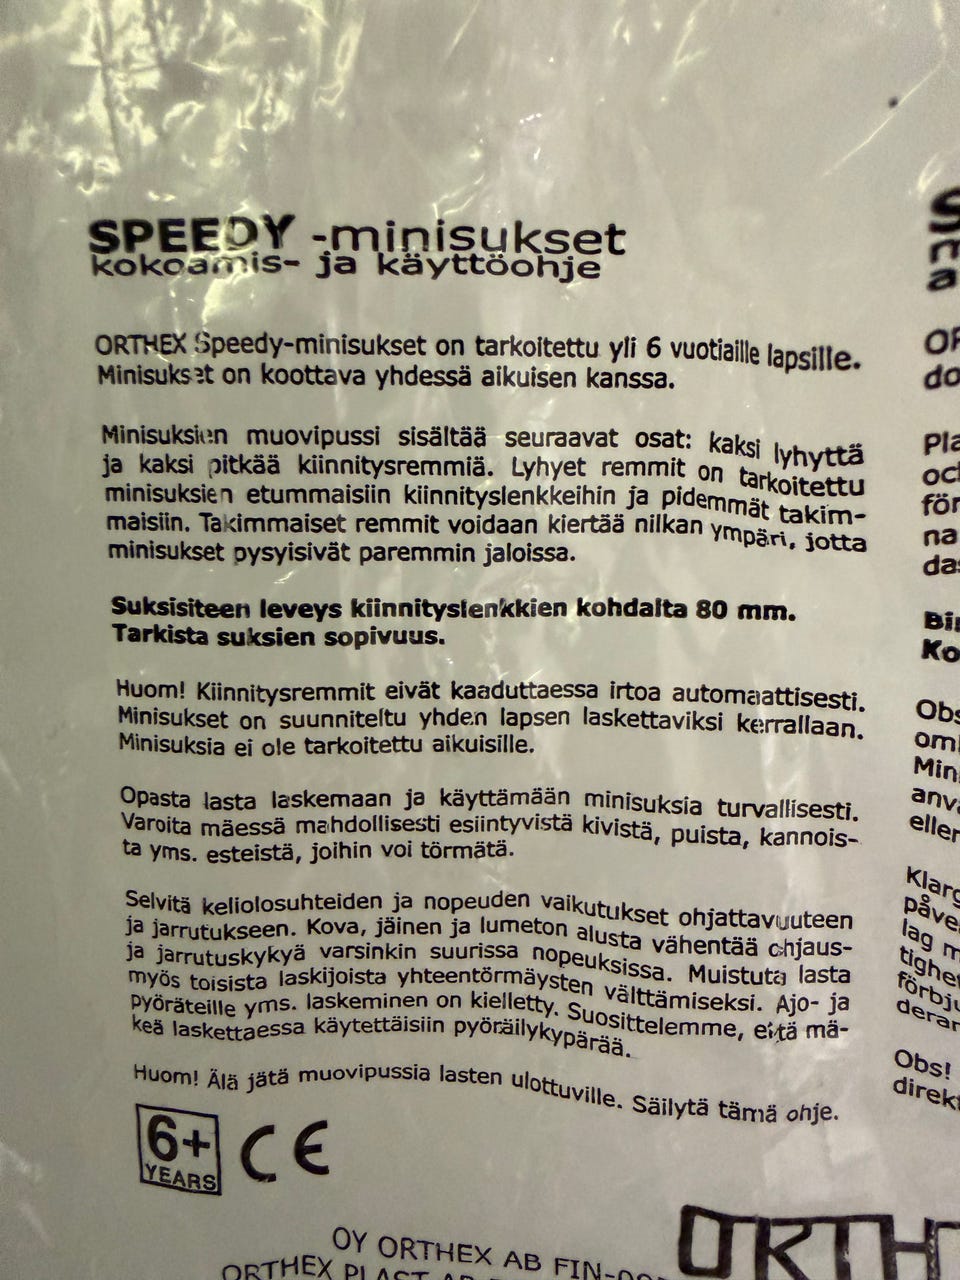 SPEEDY -minisukset
kokoamis- ja käyttöohje
ORTHEX Speedy-minisukset on tarkoitettu yli 6 vuotiaille lapsille.
Minisukset on koottava yhdessä aikuisen kanssa.
Minisuksien muovipussi sisältää seuraavat osat: kaksi lyhyttä
ja kaksi pitkää kiinnitysremmiä. Lyhyet remmit on tarkoitettu
minisuksien etummaisiin kiinnityslenkkeihin ja pidemmät takim-
maisiin. Takimmaiset remmit voidaan kiertää nilkan ympäri, jotta
minisukset pysyisivät paremmin jaloissa.
Suksisiteen leveys kiinnityslenkkien kohdalta 80 mm.
Tarkista suksien sopivuus.
Huom! Kiinnitysremmit eivät kaaduttaessa irtoa automaattisesti.
Minisukset on suunniteltu yhden lapsen laskettaviksi kerrallaan.
Minisuksia ei ole tarkoitettu aikuisille.
Opasta lasta laskemaan ja käyttämään minisuksia turvallisesti.
Varoita mäessä mahdollisesti esiintyvistä kivistä, puista, kannois-
ta yms. esteistä, joihin voi törmätä.
Selvitä keliolosuhteiden ja nopeuden vaikutukset ohjattavuuteen
ja jarrutukseen. Kova, jäinen ja lumeton alusta vähentää ohjaus-
ja jarrutuskykyä varsinkin suurissa nopeuksissa. Muistuta lasta
myös toisista laskijoista yhteentörmäysten välttämiseksi. Ajo- ja
pyöräteille yms. laskeminen on kielletty. Suosittelemme, että mä-
keä laskettaessa käytettäisiin pyöräilykypärää.
Huom! Älä jätä muovipussia lasten ulottuville. Säilytä tämä ohje.
6+
YEARS
CE
OY ORTHEX AB
ORTHEX
Obs!